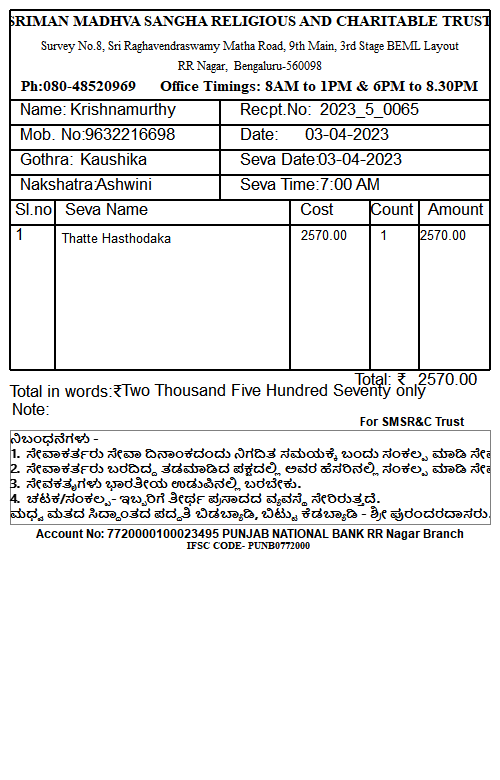 SRIMAN MADHVA SANGHA RELIGIOUS AND CHARITABLE TRUST
Survey No.8, Sri Raghavendraswamy Matha Road, 9th Main, 3rd Stage BEML Layout
RR Nagar, Bengaluru-560098
Ph:080-48520969 Office Timings: 8AM to 1PM & 6PM to 8.30PM
Name: Krishnamurthy Recpt.No: 2023_5_0065
Mob. No:9632216698 Date: 03-04-2023
Gothra: Kaushika Seva Date:03-04-2023
Nakshatra:Ashwini Seva Time:7:00 AM
Sl.no Seva Name Cost Count Amount
1 Thatte Hasthodaka 2570.00 1 2570.00
Total: ₹ 2570.00
Total in words:₹Two Thousand Five Hundred Seventy only
Note:
For SMSR&C Trust
ನಿಬಂಧನೆಗಳು -
1. ಸೇವಾಕರ್ತರು ಸೇವಾ ದಿನಾಂಕದಂದು ನಿಗದಿತ ಸಮಯಕ್ಕೆ ಬಂದು ಸಂಕಲ್ಪ ಮಾಡಿ ಸೇವ
2. ಸೇವಾಕರ್ತರು ಬರದಿದ್ದ ತಡಮಾಡಿದ ಪಕ್ಷದಲ್ಲಿ ಅವರ ಹೆಸರಿನಲ್ಲಿ ಸಂಕಲ್ಪ ಮಾಡಿ ಸೇವ
3. ಸೇವಕತೃಗಳು ಭಾರತೀಯ ಉಡುಪಿನಲ್ಲಿ ಬರಬೇಕು.
4. ಚಟಕ/ಸಂಕಲ್ಪ- ಇಬ್ಬರಿಗೆ ತೀರ್ಥ ಪ್ರಸಾದದ ವ್ಯವಸ್ಥೆ ಸೇರಿರುತ್ತದೆ.
ಮಧ್ವ ಮತದ ಸಿದ್ಧಾಂತದ ಪದ್ಧತಿ ಬಿಡಬ್ಯಾಡಿ, ಬಿಟ್ಟು ಕೆಡಬ್ಯಾಡಿ - ಶ್ರೀ ಪುರಂದರದಾಸರು.
Account No: 7720000100023495 PUNJAB NATIONAL BANK RR Nagar Branch
IFSC CODE- PUNB0772000